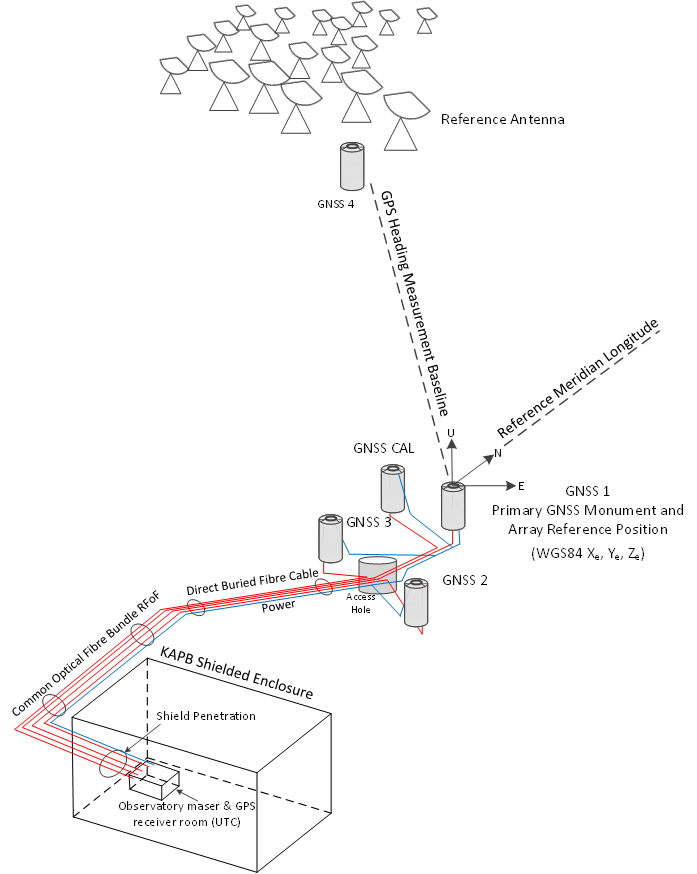 Reference Antenna
GNSS 4
GPS Heading Measurement Baseline
Reference Meridian Longitude
U
N
E
GNSS CAL
GNSS 1
Primary GNSS Monument and
Array Reference Position
(WGS84 Xe, Ye, Ze)
GNSS 3
GNSS 2
Direct Buried Fibre Cable
Power
Access
Hole
Common Optical Fibre Bundle RFoF
KAPB Shielded Enclosure
Shield Penetration
Observatory maser & GPS
receiver room (UTC)